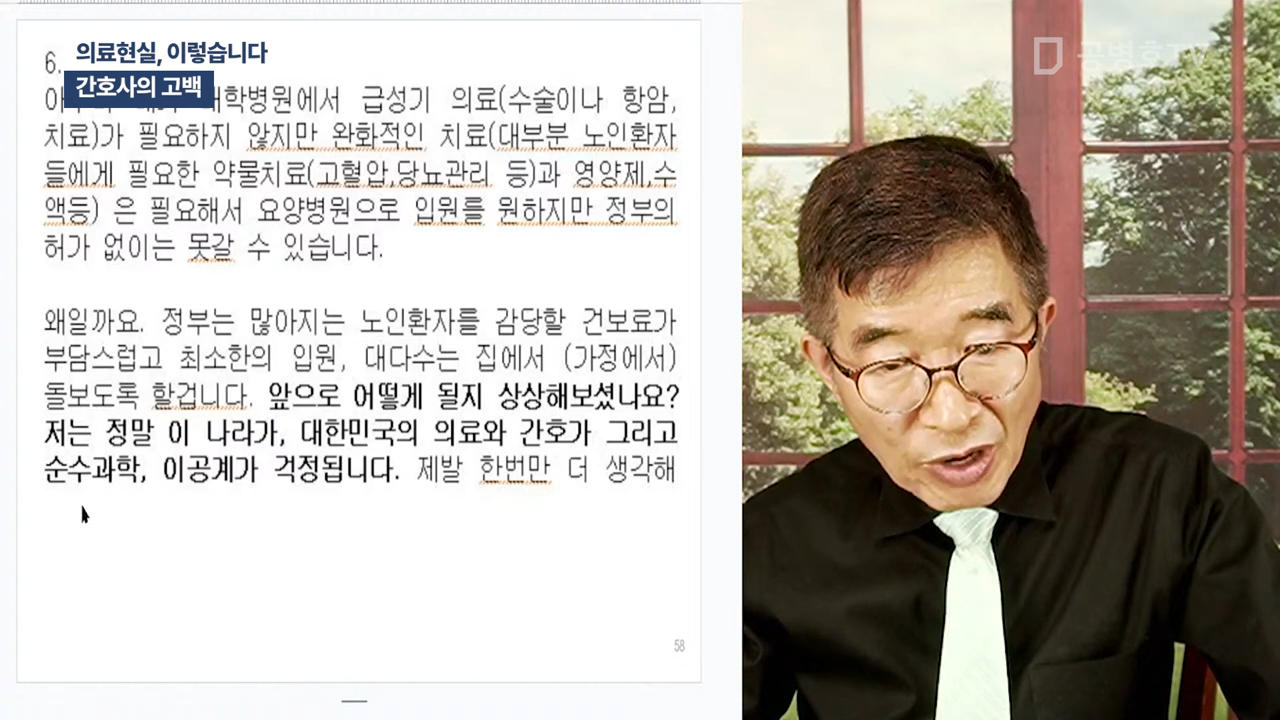 의료현실, 이렇습니다
간호사의 고백
공병호TV
6.
대학병원에서 급성기 의료(수술이나 항암,
치료)가 필요하지 않지만 완화적인 치료(대부분 노인환자
들에게 필요한 약물치료(고혈압,당뇨관리 등)과 영양제,수
액등) 은 필요해서 요양병원으로 입원를 원하지만 정부의
허가 없이는 못갈 수 있습니다.
왜일까요. 정부는 많아지는 노인환자를 감당할 건보료가
부담스럽고 최소한의 입원, 대다수는 집에서 (가정에서)
돌보도록 할겁니다. 앞으로 어떻게 될지 상상해보셨나요?
저는 정말 이 나라가, 대한민국의 의료와 간호가 그리고
순수과학, 이공계가 걱정됩니다. 제발 한번만 더 생각해
58